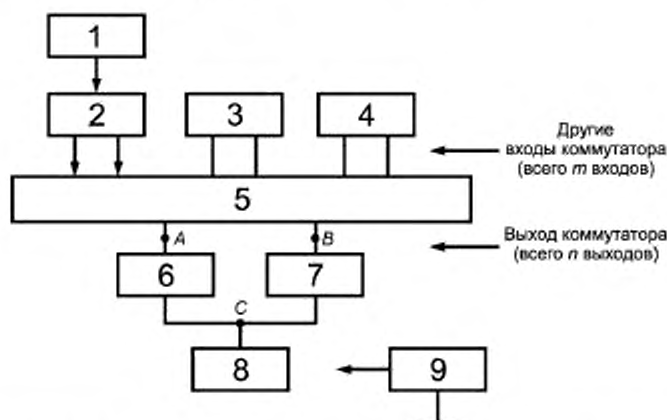 1
2
3
4
Другие
входы коммутатора
(всего m входов)
5
A
B
Выход коммутатора
(всего n выходов)
6
7
C
8
9